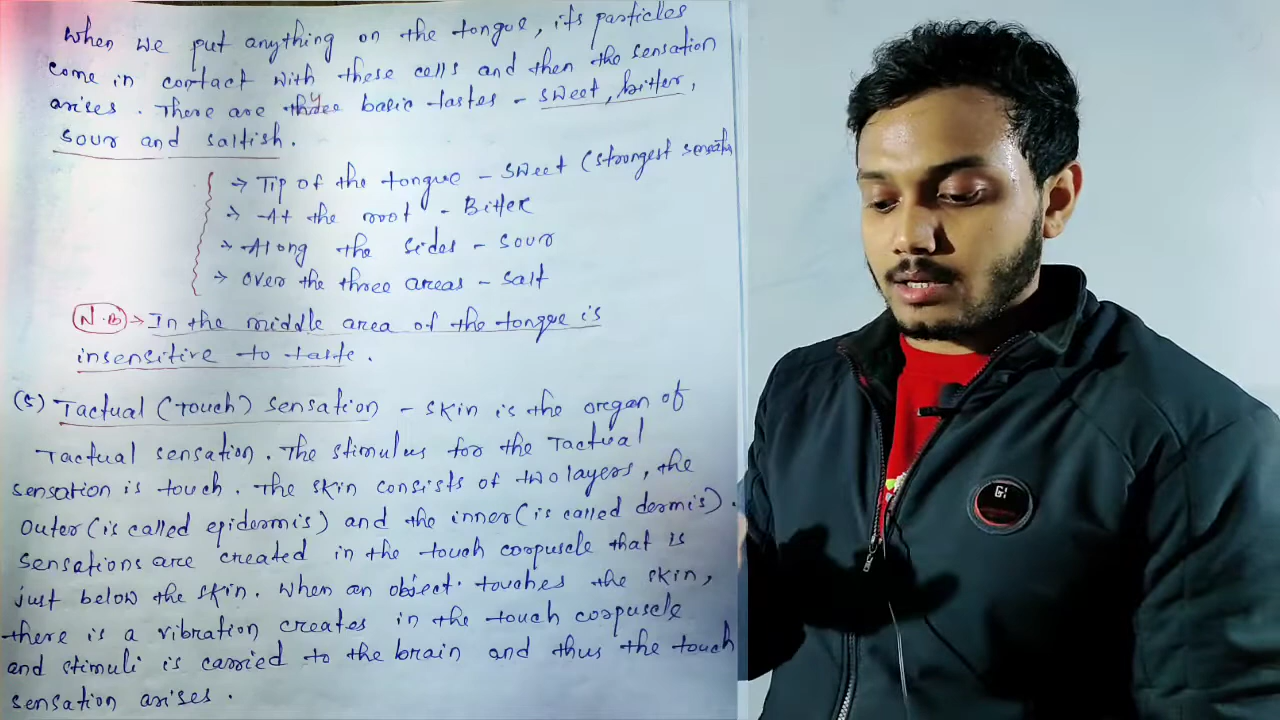 When we put anything on the tongue, its particles
come in contact with these cells and then the sensation
arises. There are basic tastes - sweet, bitter,
sour and saltish.
→ Tip of the tongue - sweet (strongest
→ At the root - Bitter
→ Along the sides - sour
→ over the three areas - salt
N.B → In the middle area of the tongue is
insensitive to taste.
(5) Tactual (touch) sensation - skin is the organ of
Tactual sensation. The stimulus for the Tactual
sensation is touch. The skin consists of two layers, the
outer (is called epidermis) and the inner (is called dermis).
sensations are created in the touch corpuscle that is
just below the skin. When an object touches the skin,
there is a vibration creates in the touch corpuscle
and stimuli is carried to the brain and thus the touch
sensation arises.